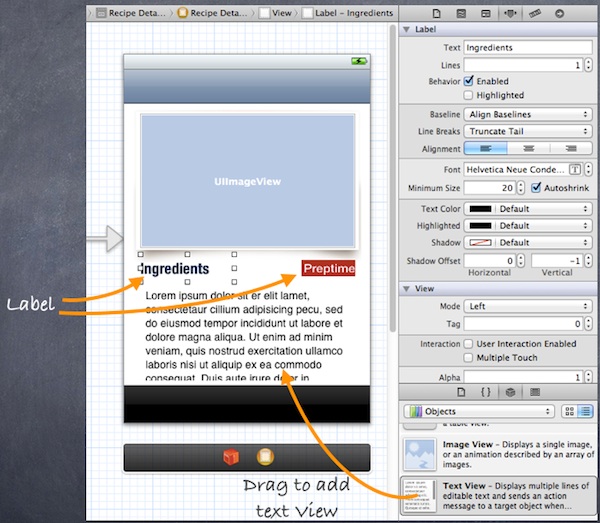 Recipe Deta... Recipe Deta... View Label – Ingredients
UIImageView
Ingredients
Preptime
Lorem ipsum dolor sit er elit lamet,
consectetaur cillium adipisicing pecu, sed
do eiusmod tempor incididunt ut labore et
dolore magna aliqua. Ut enim ad minim
veniam, quis nostrud exercitation ullamco
laboris nisi ut aliquip ex ea commodo
consequat. Duis aute irure dolor in
Label
Drag to add
text View
Label
Text Ingredients
Lines 1
Behavior Enabled
Highlighted
Baseline Align Baselines
Line Breaks Truncate Tail
Alignment
Font Helvetica Neue Conde... T
Minimum Size 20 Autoshrink
Text Color Default
Highlighted Default
Shadow Default
Shadow Offset 0 -1
Horizontal Vertical
View
Mode Left
Tag 0
Interaction User Interaction Enabled
Multiple Touch
Alpha 1
{ }
Objects
a table view.
Image View – Displays a single image,
or an animation described by an array of
images.
Text View – Displays multiple lines of
editable text and sends an action
message to a target object when...